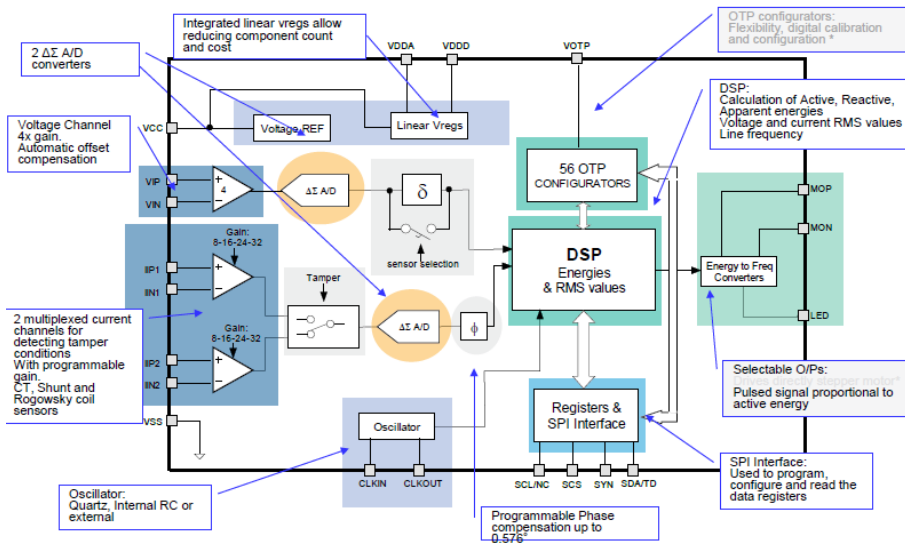 Integrated linear vregs allow
reducing component count
and cost
OTP configurators:
Flexibility, digital calibration
and configuration *
2 ΔΣ A/D
converters
VDDA
VDDD
VOTP
DSP:
Calculation of Active, Reactive,
Apparent energies
Voltage and current RMS values
Line frequency
Voltage Channel
4x gain.
Automatic offset
compensation
VCC
Voltage REF
Linear Vregs
VIP
VIN
+
4
−
ΔΣ A/D
δ
sensor selection
56 OTP
CONFIGURATORS
MOP
MON
LED
DSP
Energies
& RMS values
Energy to Freq
Converters
Gain:
8-16-24-32
IIP1
IIN1
+
−
Tamper
ΔΣ A/D
ϕ
2 multiplexed current
channels for
detecting tamper
conditions
With programmable
gain.
CT, Shunt and
Rogowsky coil
sensors
Gain:
8-16-24-32
IIP2
IIN2
+
−
Selectable O/Ps:
Drives directly stepper motor*
Pulsed signal proportional to
active energy
VSS
Oscillator
Registers &
SPI Interface
CLKIN
CLKOUT
SCL/NC
SCS
SYN
SDA/TD
SPI Interface:
Used to program,
configure and read the
data registers
Oscillator:
Quartz, Internal RC or
external
Programmable Phase
compensation up to
0.576°